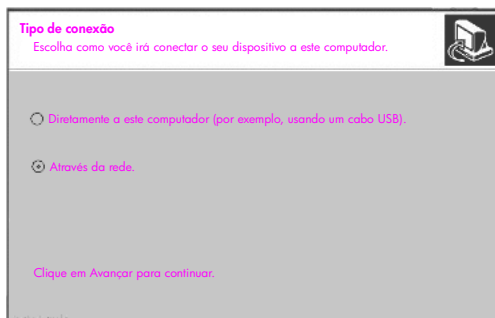 Tipo de conexão
Escolha como você irá conectar o seu dispositivo a este computador.
Diretamente a este computador (por exemplo, usando um cabo USB).
Através da rede.
Clique em Avançar para continuar.